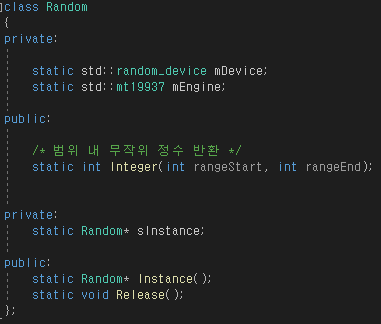 class Random
{
private:
static std::random_device mDevice;
static std::mt19937 mEngine;
public:
/* 범위 내 무작위 정수 반환 */
static int Integer(int rangeStart, int rangeEnd);
private:
static Random* sInstance;
public:
static Random* Instance();
static void Release();
};